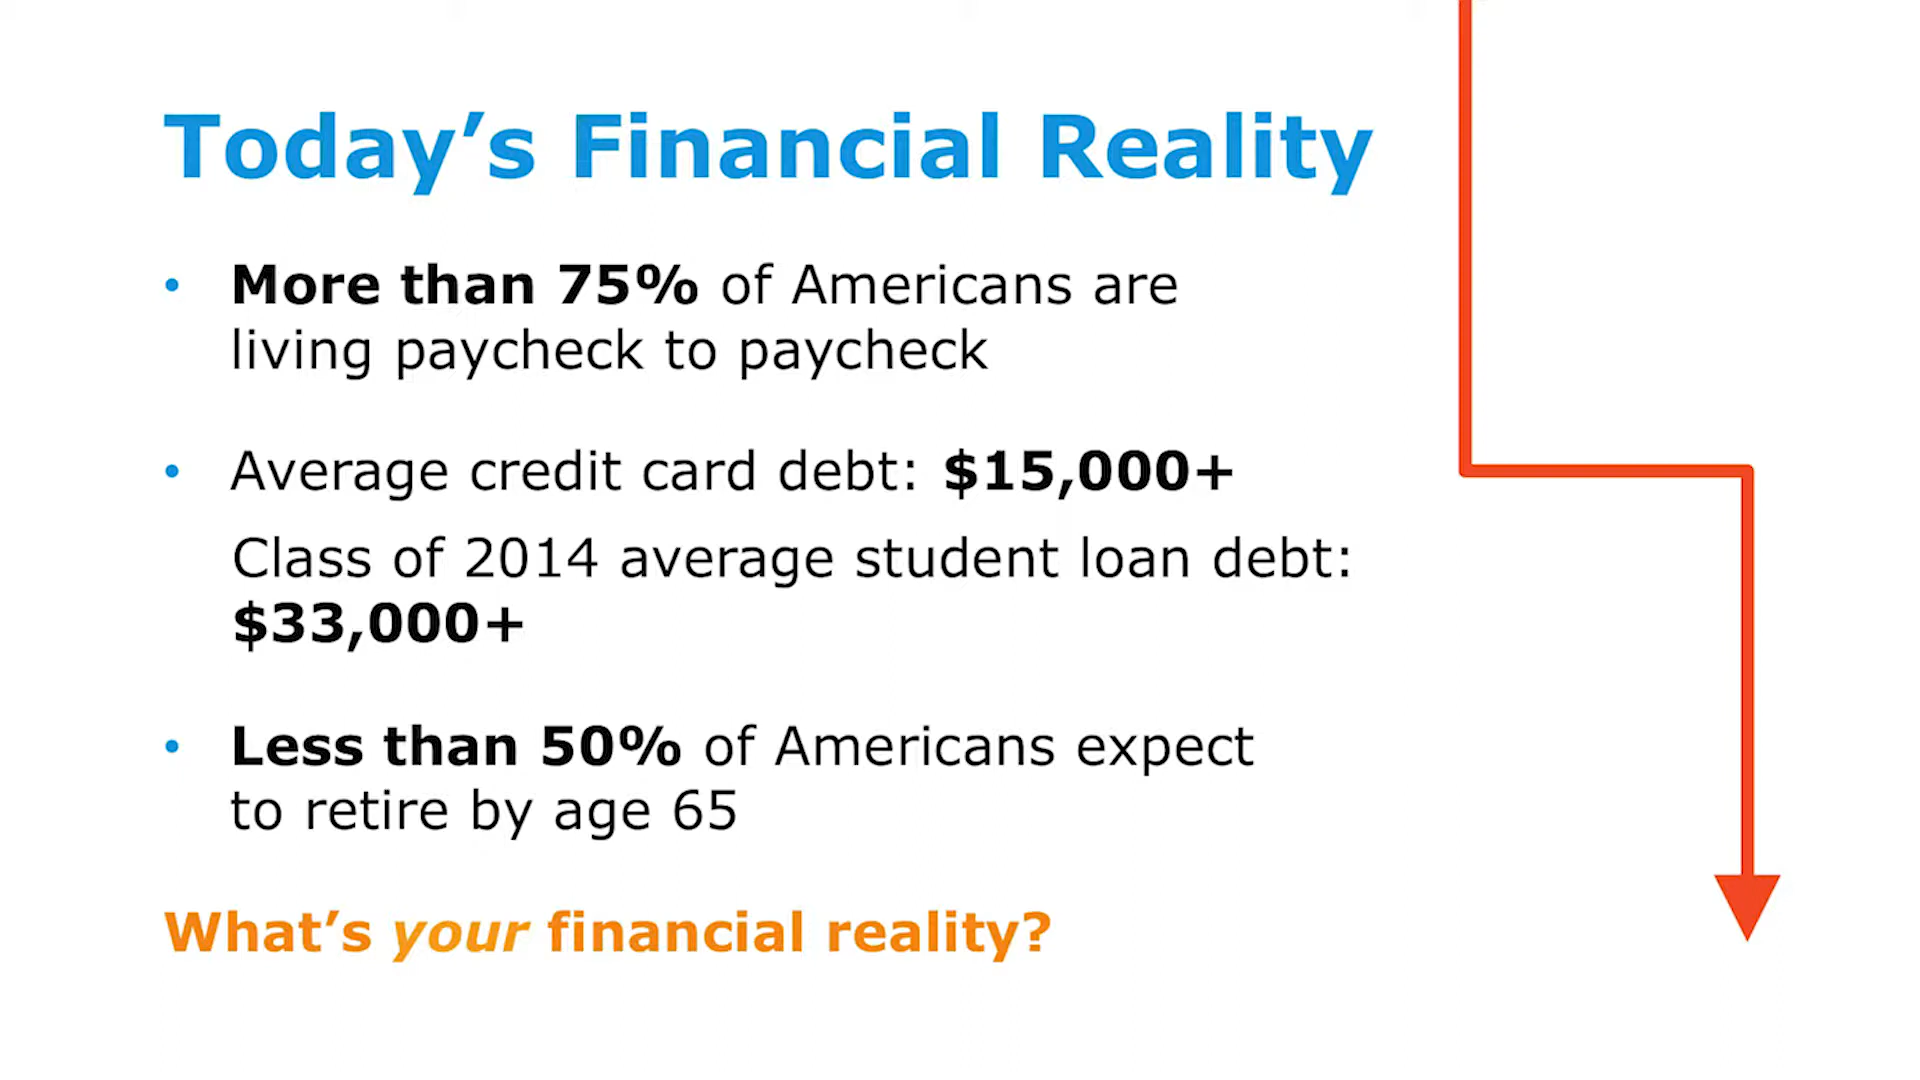 Today’s Financial Reality
• More than 75% of Americans are
living paycheck to paycheck
• Average credit card debt: $15,000+
Class of 2014 average student loan debt:
$33,000+
• Less than 50% of Americans expect
to retire by age 65
What’s your financial reality?